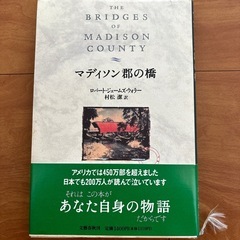 THE
BRIDGES
OF
MADISON
COUNTY
マディソン郡の橋
ロバート・ジェームズ・ウォラー
村松 潔 訳
アメリカでは450万部を超えました
日本でも200万人が読んで泣いています
それは この本が
あなた自身の物語
だからです